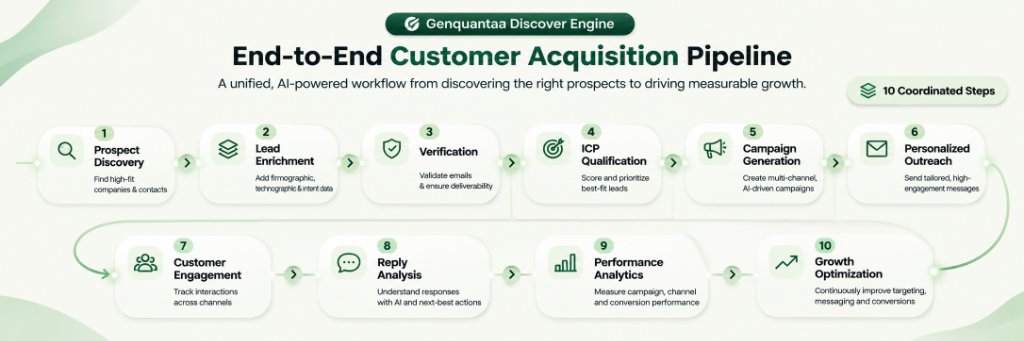 Genquantaa Discover Engine
End-to-End Customer Acquisition Pipeline
A unified, AI-powered workflow from discovering the right prospects to driving measurable growth.
10 Coordinated Steps
1
Prospect
Discovery
Find high-fit
companies & contacts
2
Lead
Enrichment
Add firmographic,
technographic & intent data
3
Verification
Validate emails
& ensure deliverability
4
ICP
Qualification
Score and prioritize
best-fit leads
5
Campaign
Generation
Create multi-channel,
AI-driven campaigns
6
Personalized
Outreach
Send tailored, high-
engagement messages
7
Customer
Engagement
Track interactions
across channels
8
Reply
Analysis
Understand responses
with AI and next-best actions
9
Performance
Analytics
Measure campaign, channel
and conversion performance
10
Growth
Optimization
Continuously improve targeting,
messaging and conversions